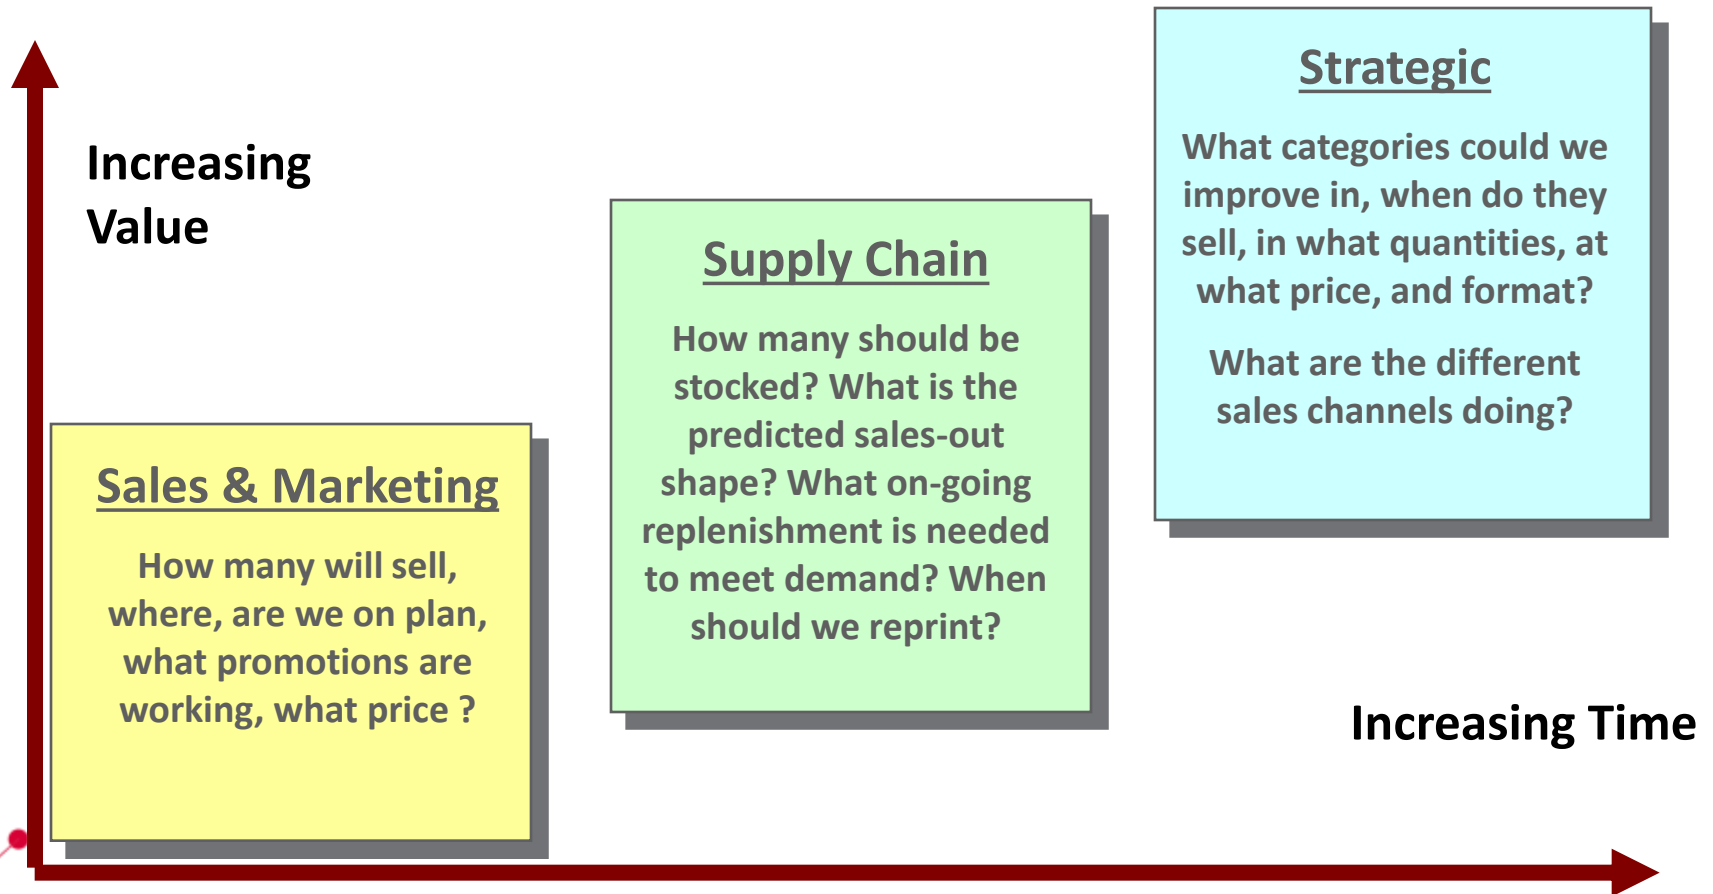 Increasing
Value
Sales & Marketing
How many will sell,
where, are we on plan,
what promotions are
working, what price ?
Supply Chain
How many should be
stocked? What is the
predicted sales-out
shape? What on-going
replenishment is needed
to meet demand? When
should we reprint?
Strategic
What categories could we
improve in, when do they
sell, in what quantities, at
what price, and format?
What are the different
sales channels doing?
Increasing Time